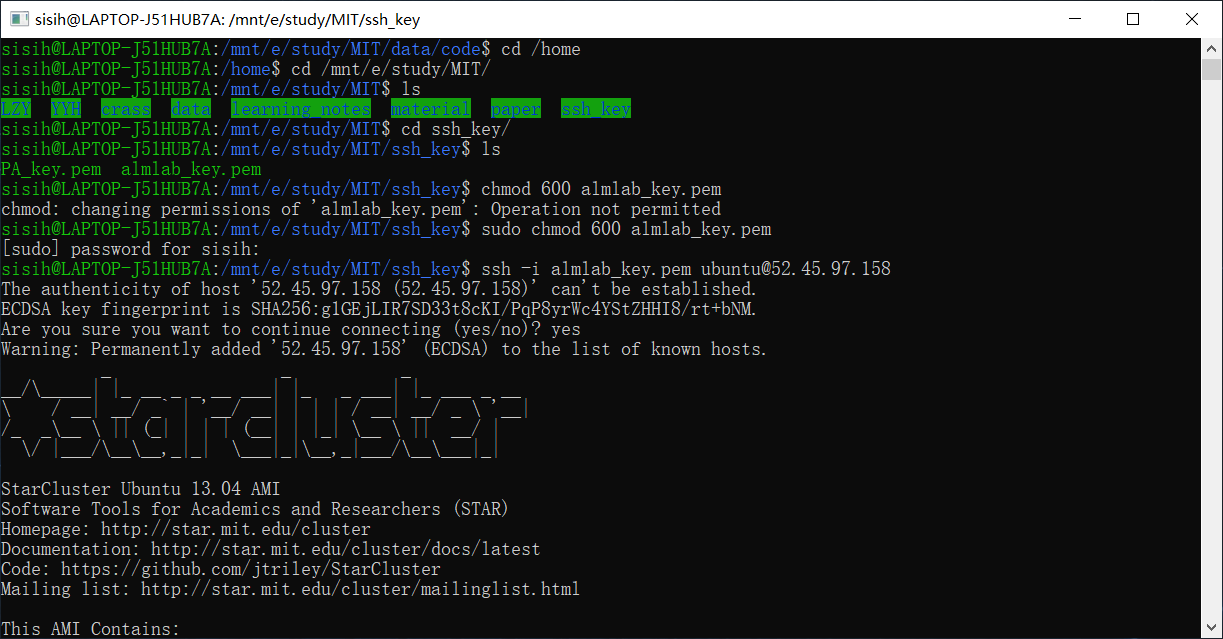 sisih@LAPTOP-J51HUB7A: /mnt/e/study/MIT/ssh_key
sisih@LAPTOP-J51HUB7A:/mnt/e/study/MIT/data/code$ cd /home
sisih@LAPTOP-J51HUB7A:/home$ cd /mnt/e/study/MIT/
sisih@LAPTOP-J51HUB7A:/mnt/e/study/MIT$ ls
LZY  YYH  crass  data  learning_notes  material  paper  ssh_key
sisih@LAPTOP-J51HUB7A:/mnt/e/study/MIT$ cd ssh_key/
sisih@LAPTOP-J51HUB7A:/mnt/e/study/MIT/ssh_key$ ls
PA_key.pem  almlab_key.pem
sisih@LAPTOP-J51HUB7A:/mnt/e/study/MIT/ssh_key$ chmod 600 almlab_key.pem
chmod: changing permissions of 'almlab_key.pem': Operation not permitted
sisih@LAPTOP-J51HUB7A:/mnt/e/study/MIT/ssh_key$ sudo chmod 600 almlab_key.pem
[sudo] password for sisih:
sisih@LAPTOP-J51HUB7A:/mnt/e/study/MIT/ssh_key$ ssh -i almlab_key.pem ubuntu@52.45.97.158
The authenticity of host '52.45.97.158 (52.45.97.158)' can't be established.
ECDSA key fingerprint is SHA256:glGEjLIR7SD33t8cKI/PqP8yrWc4YStZHHI8/rt+bNM.
Are you sure you want to continue connecting (yes/no)? yes
Warning: Permanently added '52.45.97.158' (ECDSA) to the list of known hosts.
starcluster
StarCluster Ubuntu 13.04 AMI
Software Tools for Academics and Researchers (STAR)
Homepage: http://star.mit.edu/cluster
Documentation: http://star.mit.edu/cluster/docs/latest
Code: https://github.com/jtriley/StarCluster
Mailing list: http://star.mit.edu/cluster/mailinglist.html
This AMI Contains: